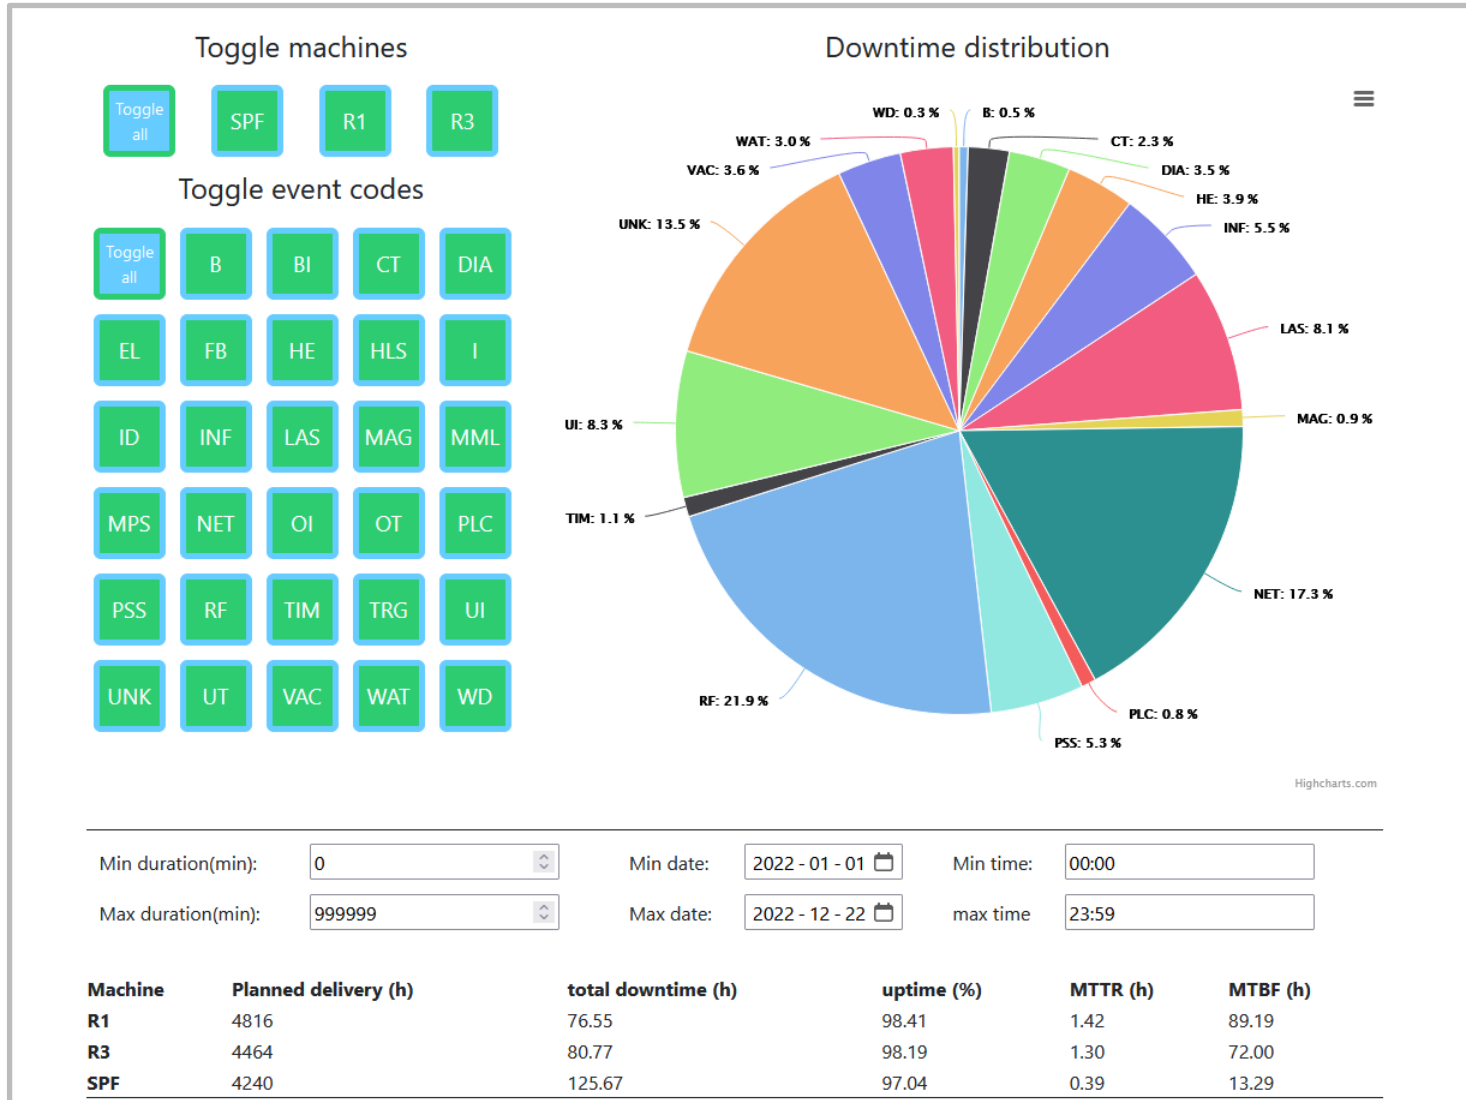 Toggle machines
Toggle all
SPF
R1
R3
Toggle event codes
Toggle all
B
BI
CT
DIA
EL
FB
HE
HLS
I
ID
INF
LAS
MAG
MML
MPS
NET
OI
OT
PLC
PSS
RF
TIM
TRG
UI
UNK
UT
VAC
WAT
WD
Downtime distribution
WD: 0.3 %
B: 0.5 %
WAT: 3.0 %
CT: 2.3 %
VAC: 3.6 %
DIA: 3.5 %
HE: 3.9 %
UNK: 13.5 %
INF: 5.5 %
LAS: 8.1 %
UI: 8.3 %
MAG: 0.9 %
TIM: 1.1 %
NET: 17.3 %
RF: 21.9 %
PLC: 0.8 %
PSS: 5.3 %
Highcharts.com
Min duration(min): 0 Min date: 2022 - 01 - 01 Min time: 00:00
Max duration(min): 999999 Max date: 2022 - 12 - 22 max time 23:59
Machine Planned delivery (h) total downtime (h) uptime (%) MTTR (h) MTBF (h)
R1 4816 76.55 98.41 1.42 89.19
R3 4464 80.77 98.19 1.30 72.00
SPF 4240 125.67 97.04 0.39 13.29